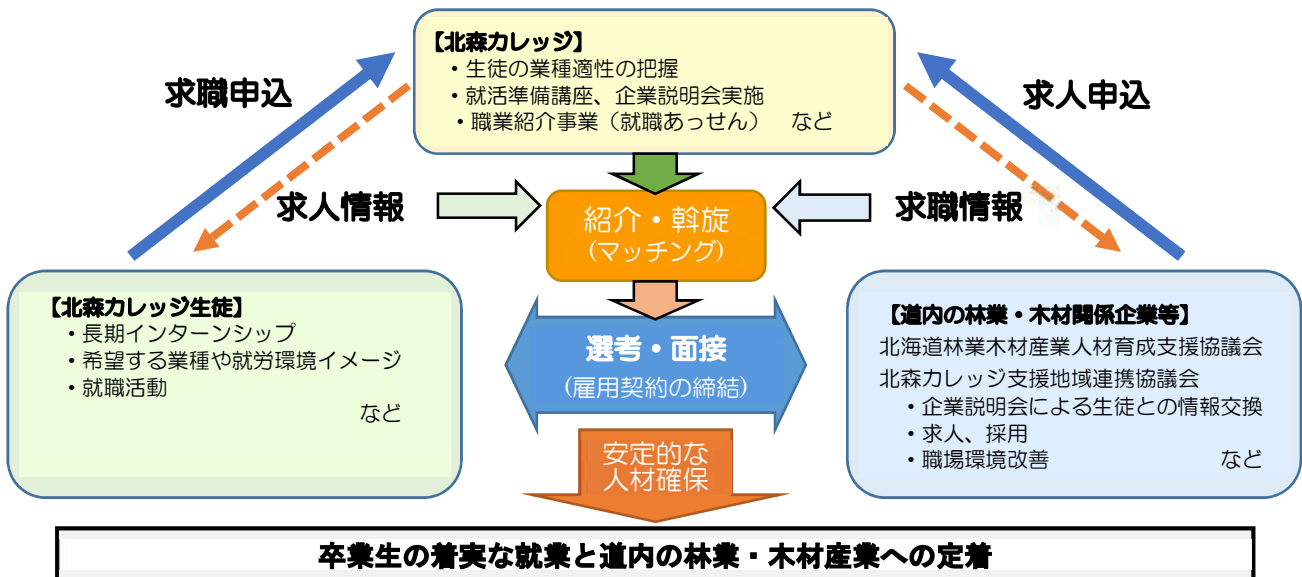 【北森カレッジ】
・生徒の業種適性の把握
・就活準備講座、企業説明会実施
・職業紹介事業（就職あっせん）　など
求職申込
求人申込
求人情報
求職情報
紹介・斡旋
(マッチング)
【北森カレッジ生徒】
・長期インターンシップ
・希望する業種や就労環境イメージ
・就職活動
など
選考・面接
(雇用契約の締結)
【道内の林業・木材関係企業等】
北海道林業木材産業人材育成支援協議会
北森カレッジ支援地域連携協議会
・企業説明会による生徒との情報交換
・求人、採用
・職場環境改善　など
安定的な
人材確保
卒業生の着実な就業と道内の林業・木材産業への定着